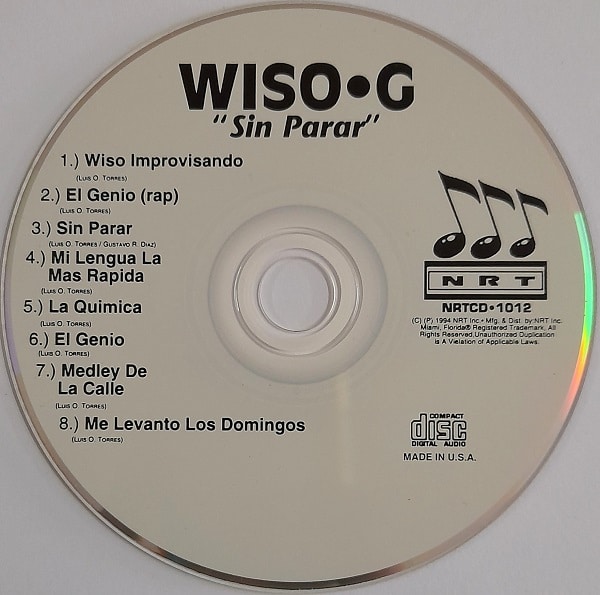 WISO•G
"Sin Parar"
1.) Wiso Improvisando
(Luis O. Torres)
2.) El Genio (rap)
(Luis O. Torres)
3.) Sin Parar
(Luis O. Torres / Gustavo R. Diaz)
4.) Mi Lengua La
Mas Rapida
(Luis O. Torres)
5.) La Quimica
(Luis O. Torres)
6.) El Genio
(Luis O. Torres)
7.) Medley De
La Calle
(Luis O. Torres)
8.) Me Levanto Los Domingos
(Luis O. Torres)
NRT
NRTCD•1012
(C) (P) 1994 NRT Inc.• Mfg. & Dist. by:NRT Inc.
Miami, Florida® Registered Trademark, All
Rights Reserved,Unauthorized Duplication
is A Violation of Applicable Laws.
COMPACT
disc
DIGITAL AUDIO
MADE IN U.S.A.